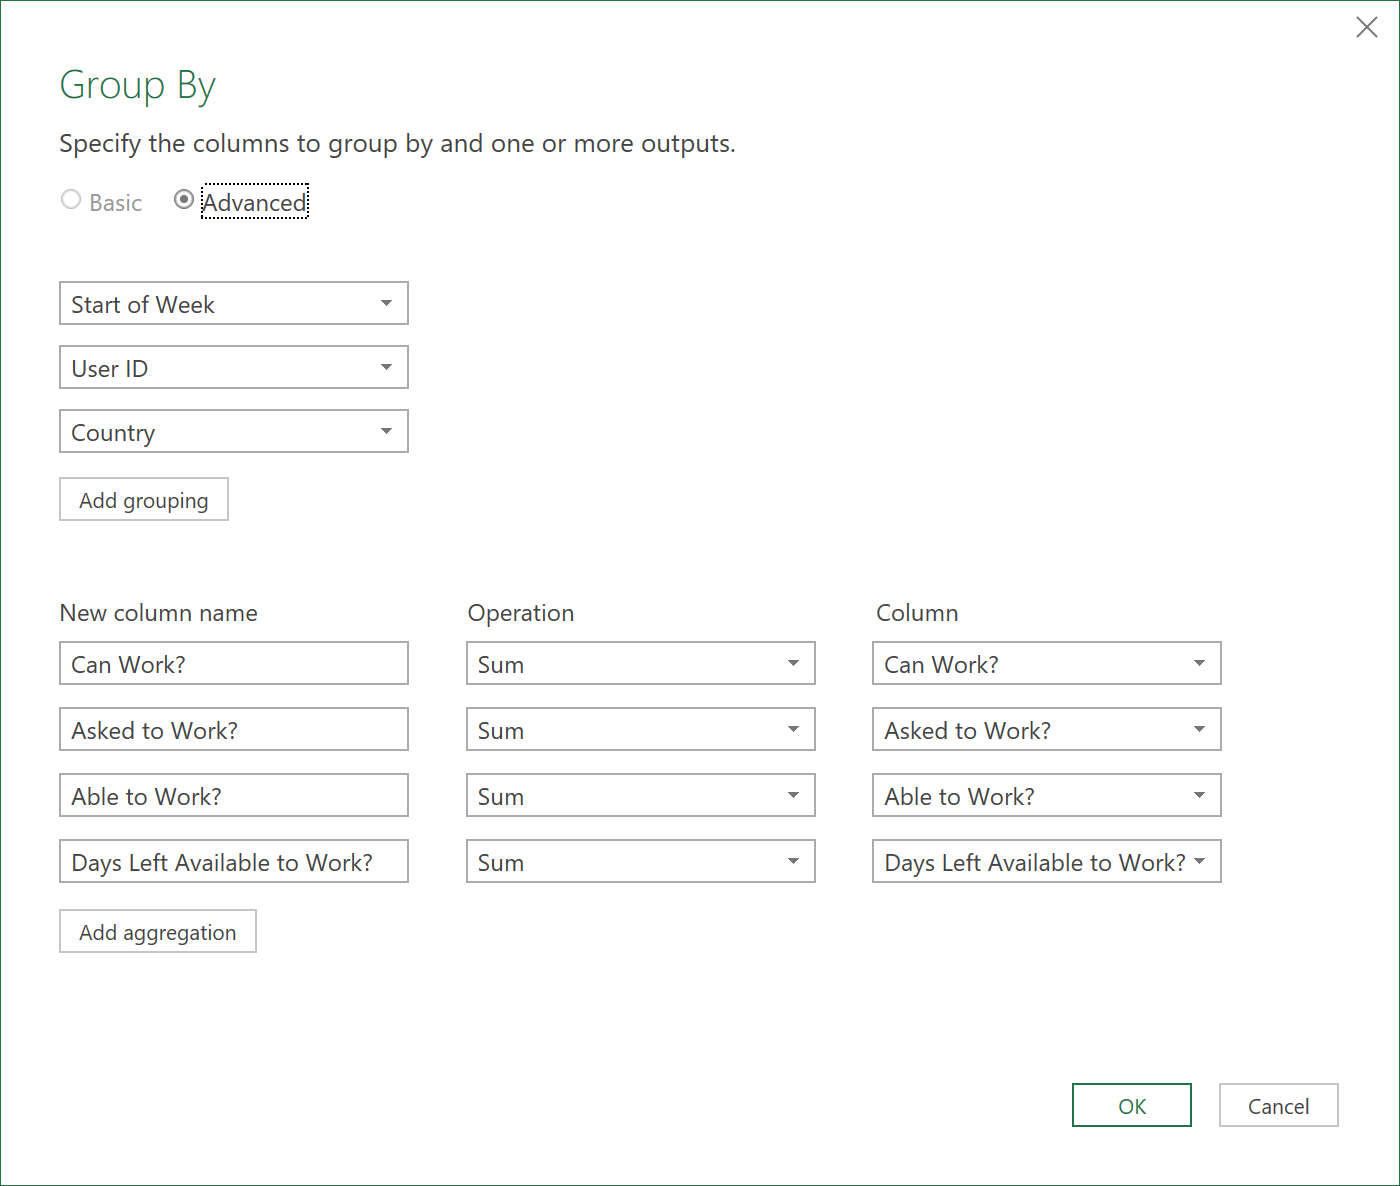 Group By
Specify the columns to group by and one or more outputs.
Basic Advanced
Start of Week
User ID
Country
Add grouping
New column name Operation Column
Can Work? Sum Can Work?
Asked to Work? Sum Asked to Work?
Able to Work? Sum Able to Work?
Days Left Available to Work? Sum Days Left Available to Work?
Add aggregation
OK Cancel